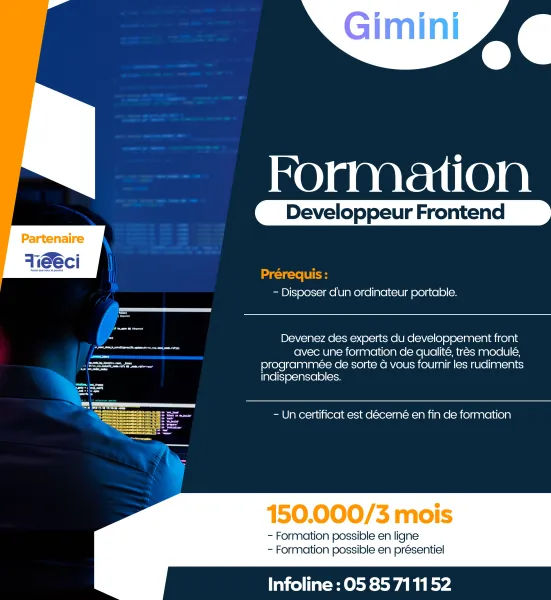 Gimini
Formation
Developpeur Frontend
Partenaire
Fieeci
Prérequis :
- Disposer d'un ordinateur portable.
Devenez des experts du developpement front
avec une formation de qualité, très modulé,
programmée de sorte à vous fournir les rudiments
indispensables.
- Un certificat est décerné en fin de formation
150.000/3 mois
- Formation possible en ligne
- Formation possible en présentiel
Infoline : 05 85 71 11 52